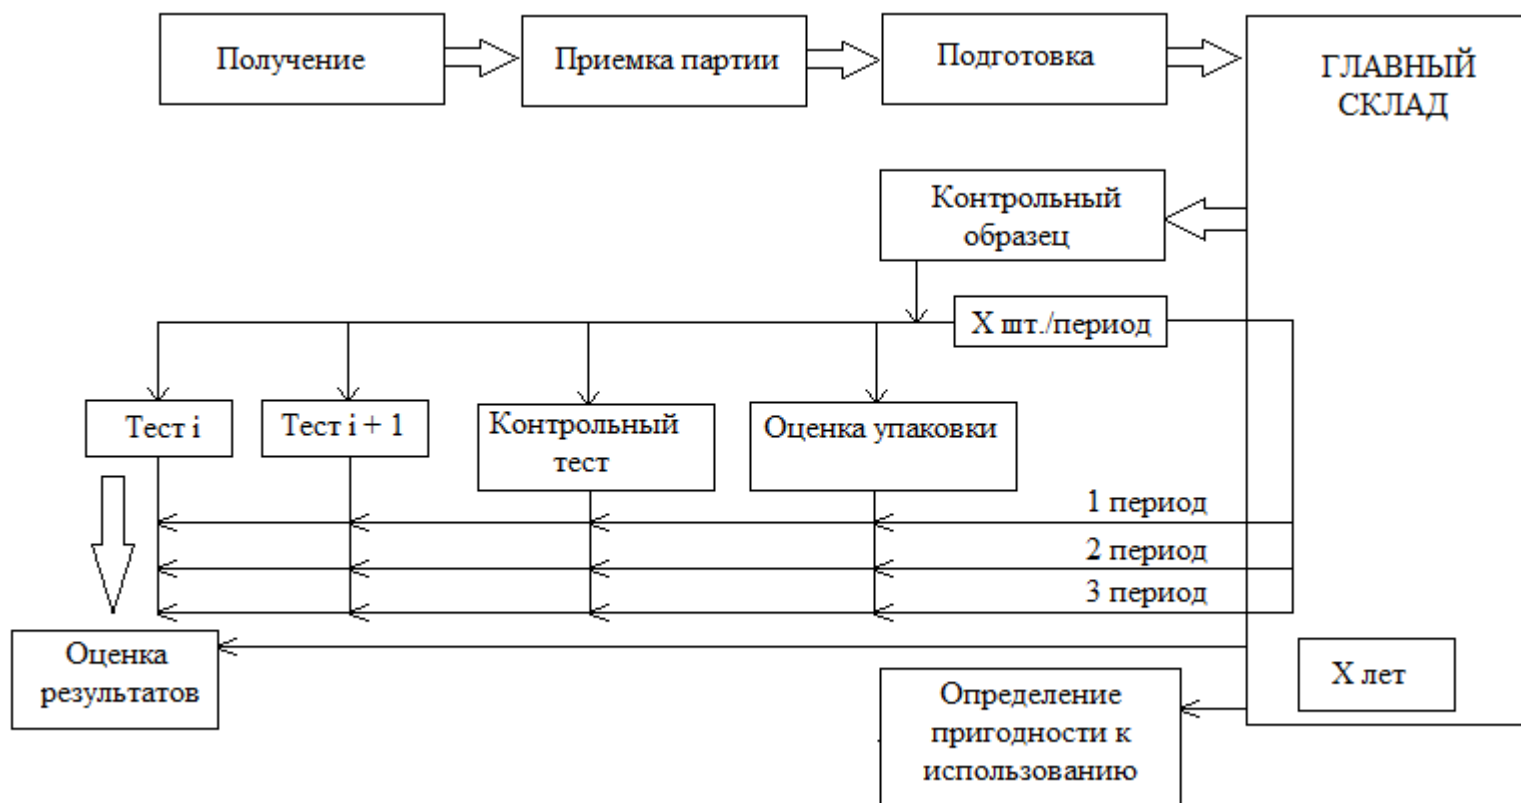 Получение
Приемка партии
Подготовка
ГЛАВНЫЙ
СКЛАД
Контрольный
образец
X шт./период
Тест i
Тест i + 1
Контрольный
тест
Оценка упаковки
1 период
2 период
3 период
Оценка
результатов
X лет
Определение
пригодности к
использованию